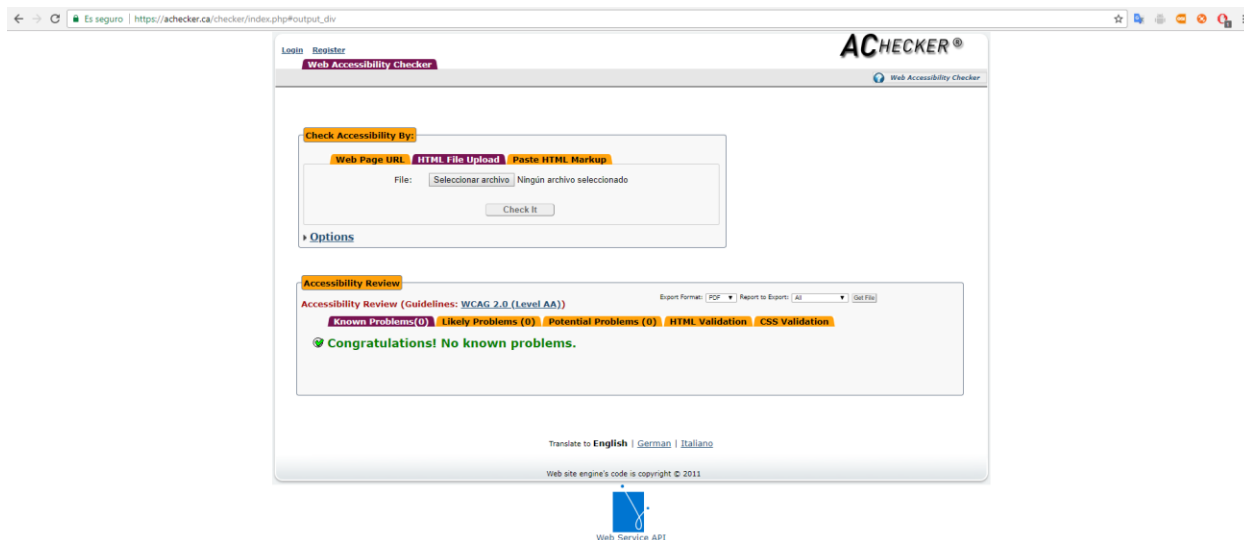 Es seguro | https://achecker.ca/checker/index.php#output_div
Login Register
ACHECKER®
Web Accessibility Checker
Web Accessibility Checker
Check Accessibility By:
Web Page URL HTML File Upload Paste HTML Markup
File: Seleccionar archivo Ningún archivo seleccionado
Check It
Options
Accessibility Review
Accessibility Review (Guidelines: WCAG 2.0 (Level AA)) Export Format: PDF Report to Export: All Get File
Known Problems(0) Likely Problems (0) Potential Problems (0) HTML Validation CSS Validation
Congratulations! No known problems.
Translate to English | German | Italiano
Web site engine's code is copyright © 2011
Web Service API